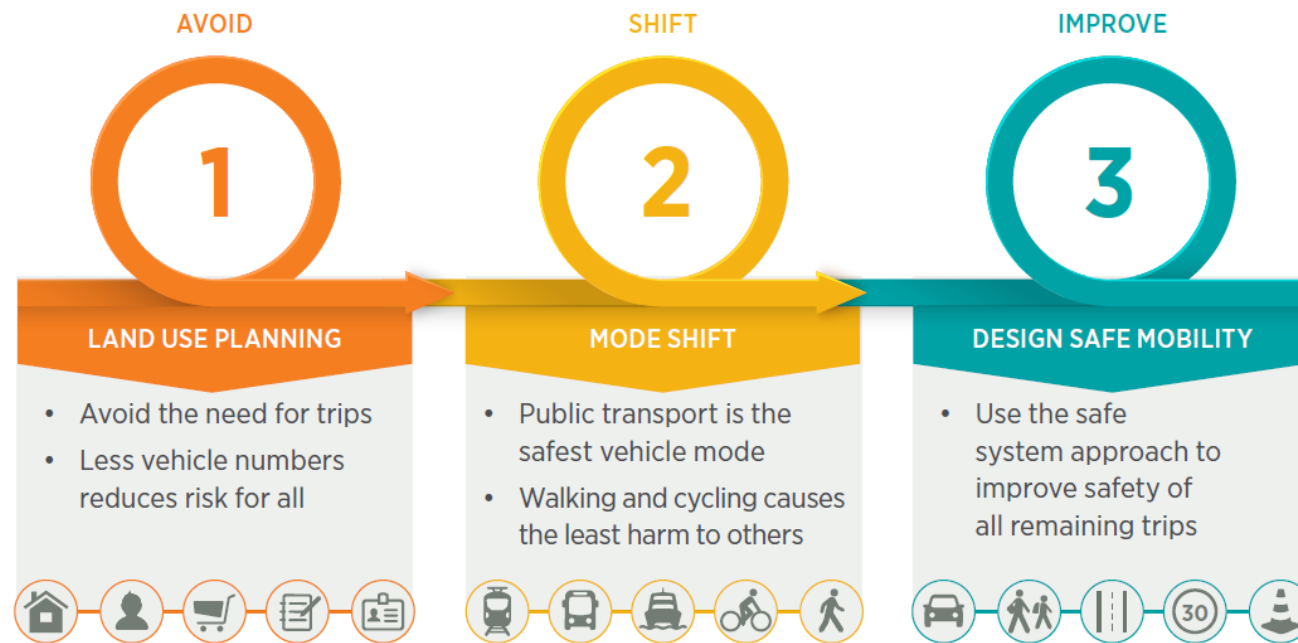 AVOID
SHIFT
IMPROVE
1
2
3
LAND USE PLANNING
• Avoid the need for trips
• Less vehicle numbers
reduces risk for all
MODE SHIFT
• Public transport is the
safest vehicle mode
• Walking and cycling causes
the least harm to others
DESIGN SAFE MOBILITY
• Use the safe
system approach to
improve safety of
all remaining trips
30